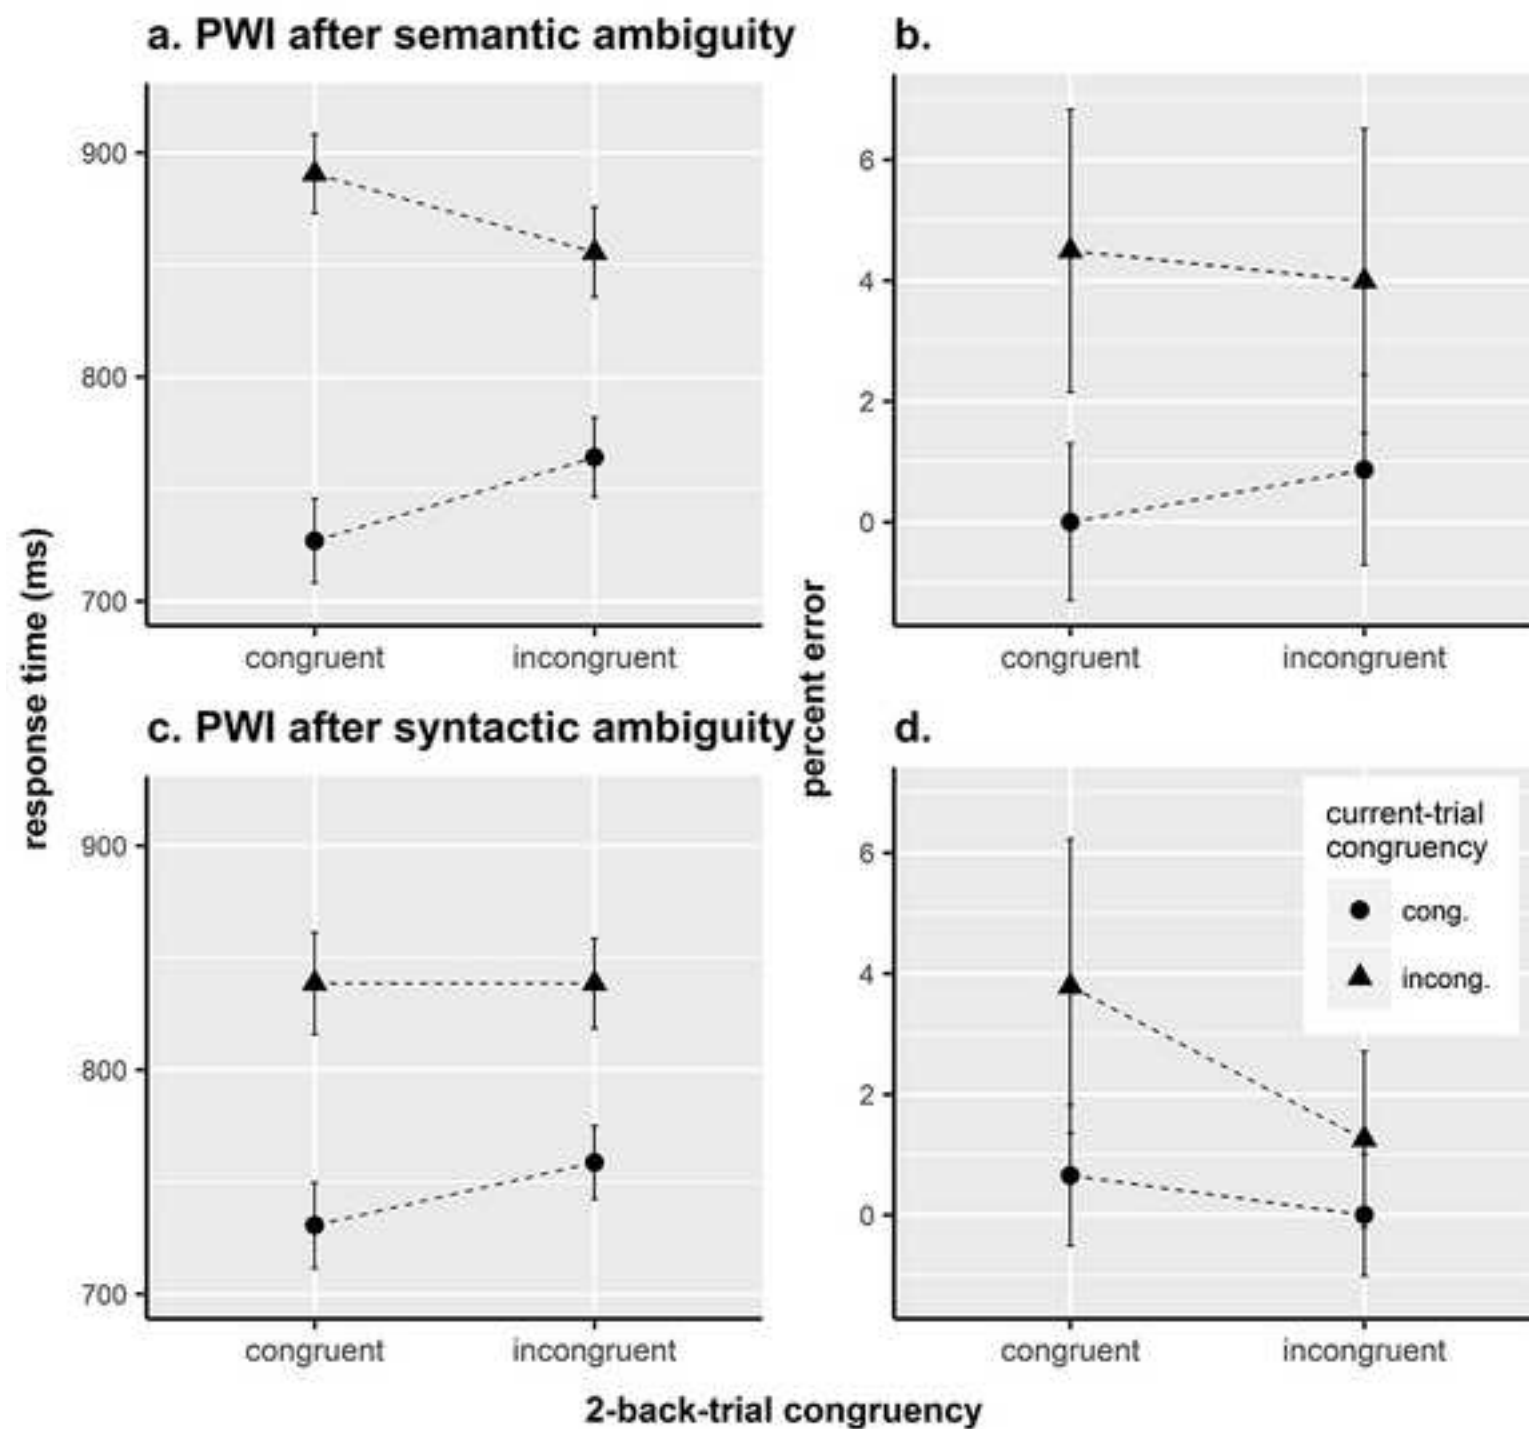 a. PWI after semantic ambiguity
b.
900
800
700
congruent
incongruent
6
4
2
0
congruent
incongruent
response time (ms)
percent error
c. PWI after syntactic ambiguity
d.
900
800
700
congruent
incongruent
6
4
2
0
current-trial
congruency
cong.
incong.
congruent
incongruent
2-back-trial congruency